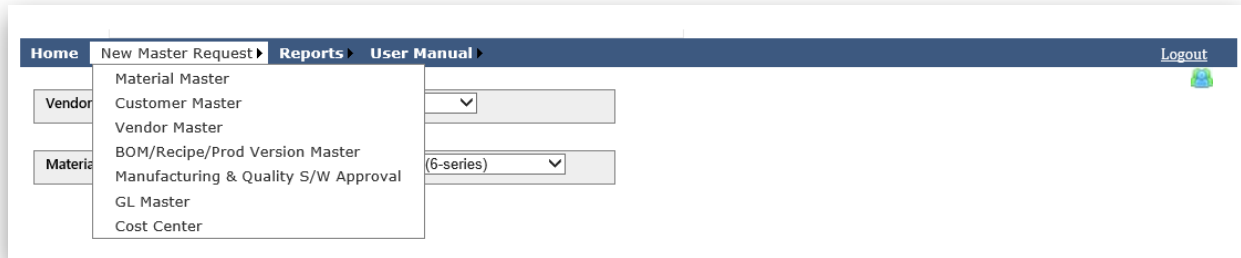 Home New Master Request Reports User Manual Logout
Material Master
Vendor Customer Master
Vendor Master
BOM/Recipe/Prod Version Master
Materia (6-series)
Manufacturing & Quality S/W Approval
GL Master
Cost Center